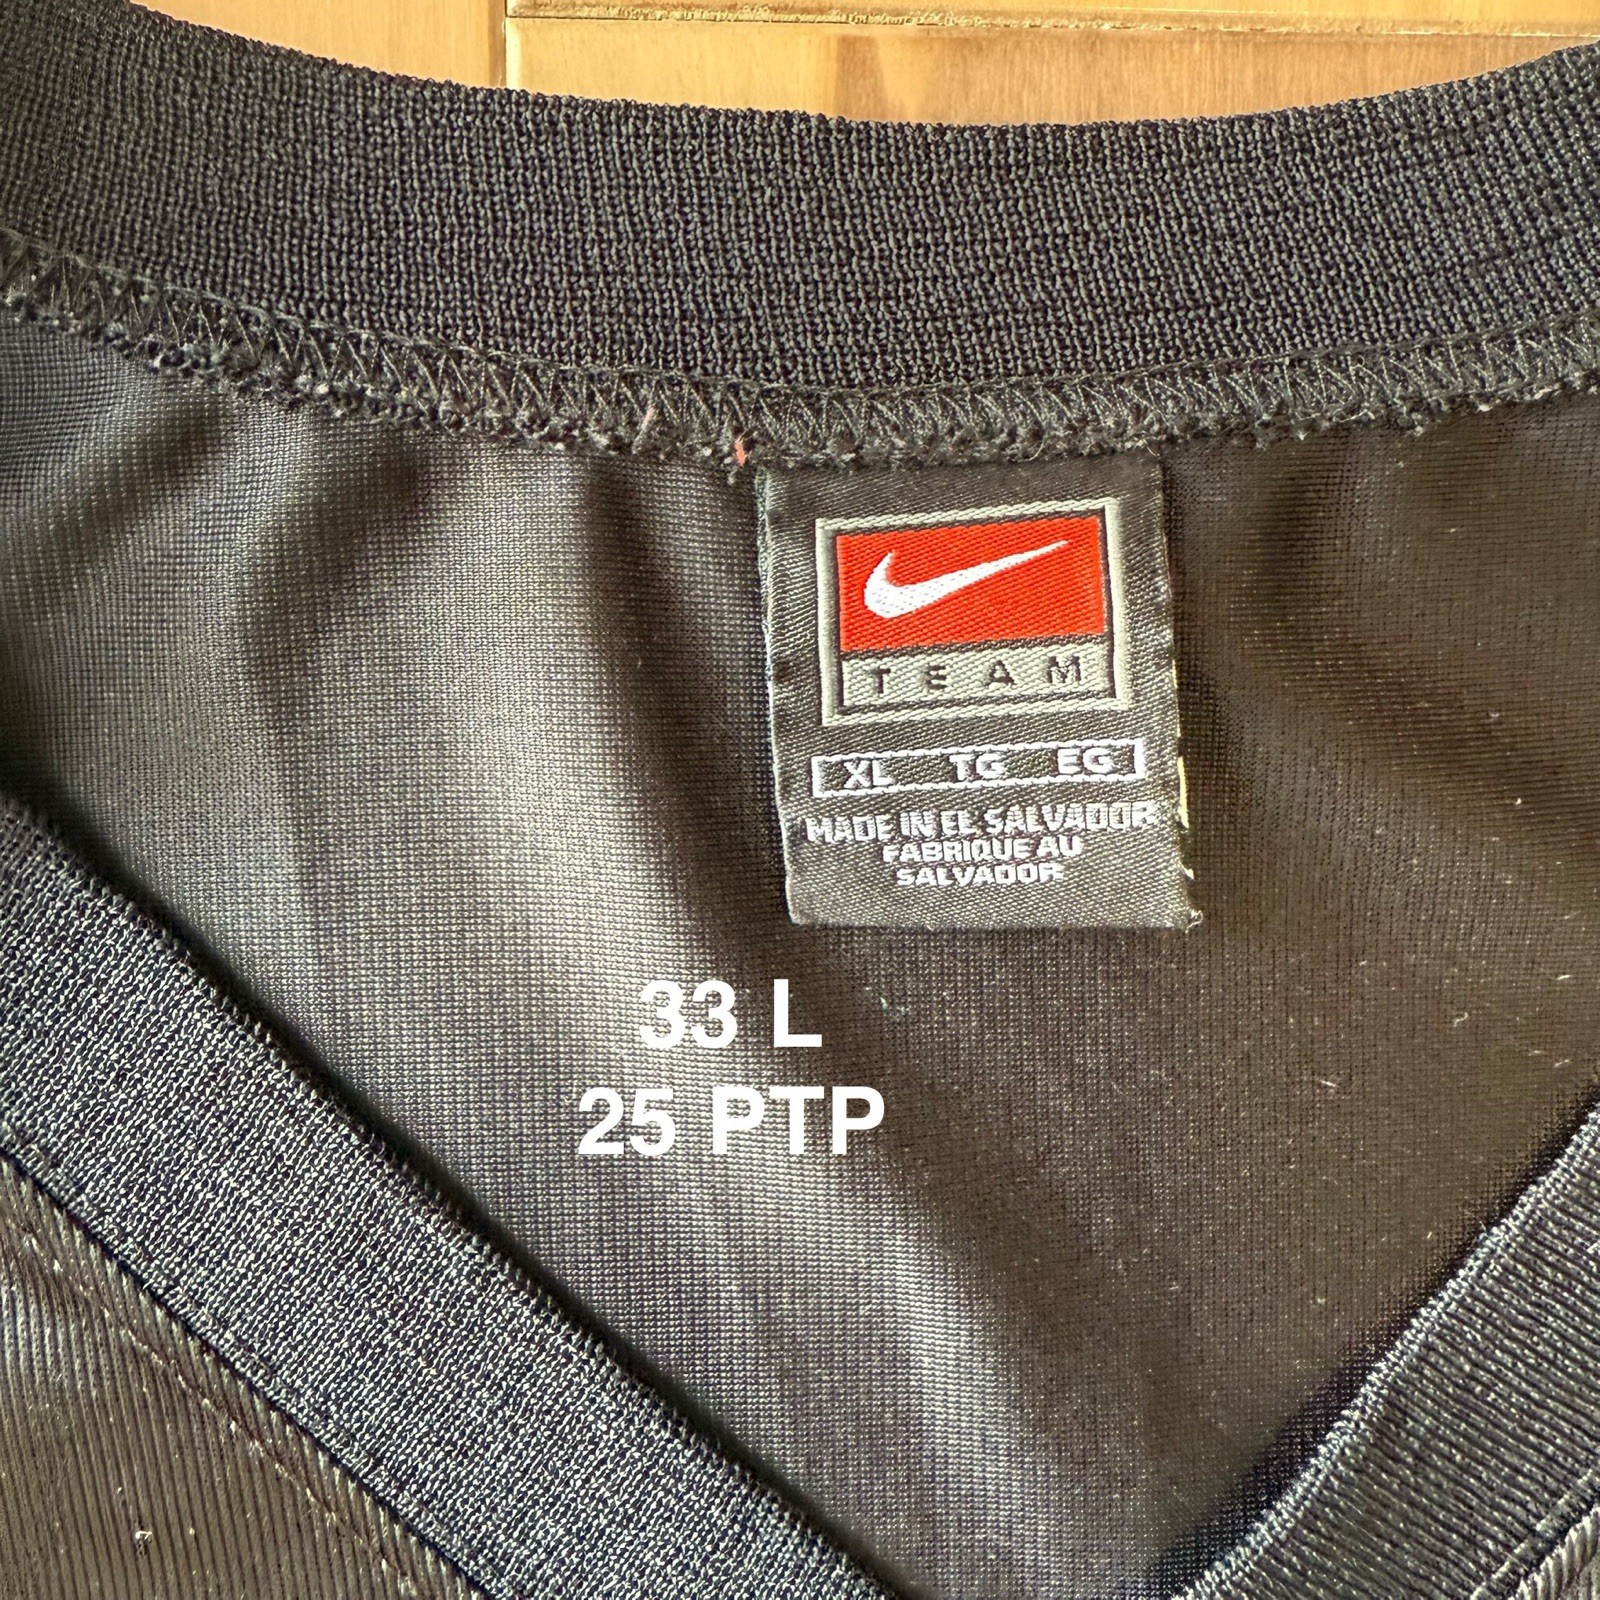 TEAM
XL TG EG
MADE IN EL SALVADOR
FABRIQUE AU
SALVADOR
33 L
25 PTP